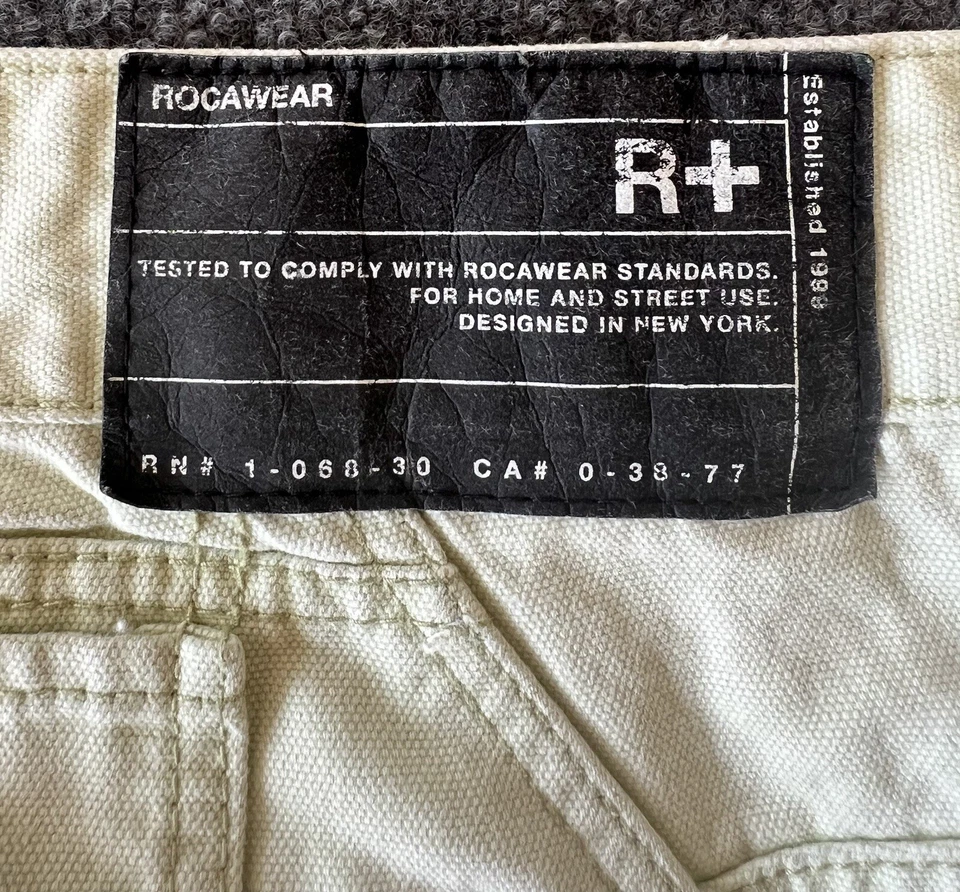 ROCAWEAR
R+
TESTED TO COMPLY WITH ROCAWEAR STANDARDS.
FOR HOME AND STREET USE.
DESIGNED IN NEW YORK.
RN# 1-068-30 CA# 0-38-77
Established